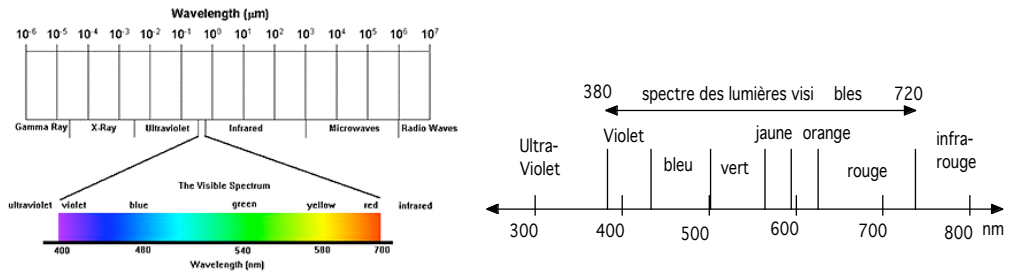 Wavelength (μm)
10-6 10-5 10-4 10-3 10-2 10-1 100 101 102 103 104 105 106 107
Gamma Ray X-Ray Ultraviolet Infrared Microwaves Radio Waves
The Visible Spectrum
ultraviolet violet blue green yellow red infrared
400 480 540 580 700
Wavelength (nm)
380 spectre des lumières visi bles 720
Ultra-
Violet
Violet
bleu
vert
jaune orange
rouge
infra-
rouge
300 400 500 600 700 800 nm